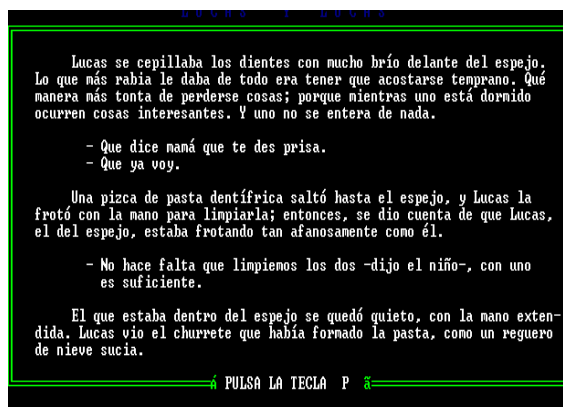 LUCAS Y LUCAS
Lucas se cepillaba los dientes con mucho brío delante del espejo.
Lo que más rabia le daba de todo era tener que acostarse temprano. Qué
manera más tonta de perderse cosas; porque mientras uno está dormido
ocurren cosas interesantes. Y uno no se entera de nada.
- Que dice mamá que te des prisa.
- Que ya voy.
Una pizca de pasta dentífrica saltó hasta el espejo, y Lucas la
frotó con la mano para limpiarla; entonces, se dio cuenta de que Lucas,
el del espejo, estaba frotando tan afanosamente como él.
- No hace falta que limpiemos los dos -dijo el niño-, con uno
es suficiente.
El que estaba dentro del espejo se quedó quieto, con la mano exten-
dida. Lucas vio el churrete que había formado la pasta, como un reguero
de nieve sucia.
á PULSA LA TECLA P ã